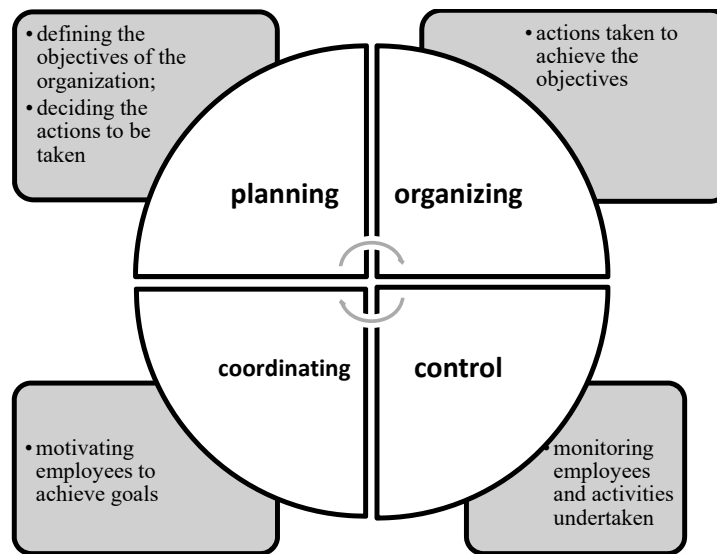 • defining the
objectives of the
organization;
• deciding the
actions to be
taken
• actions taken to
achieve the
objectives
planning
organizing
coordinating
control
• motivating
employees to
achieve goals
• monitoring
employees
and activities
undertaken